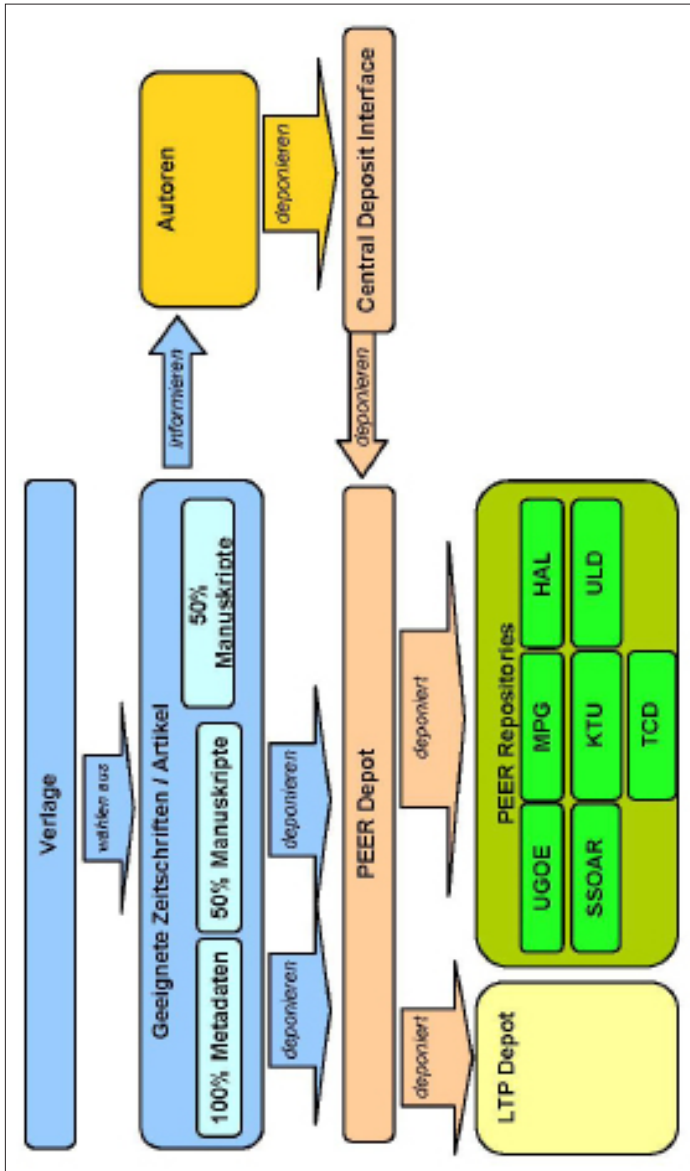 Verlage
wählen aus
Geeignete Zeitschriften / Artikel
100% Metadaten
50% Manuskripte
50%
Manuskripte
informieren
Autoren
deponieren
deponieren
deponieren
Central Deposit Interface
deponieren
PEER Depot
deponiert
deponiert
LTP Depot
PEER Repositories
UGOE
MPG
HAL
SSOAR
KTU
ULD
TCD